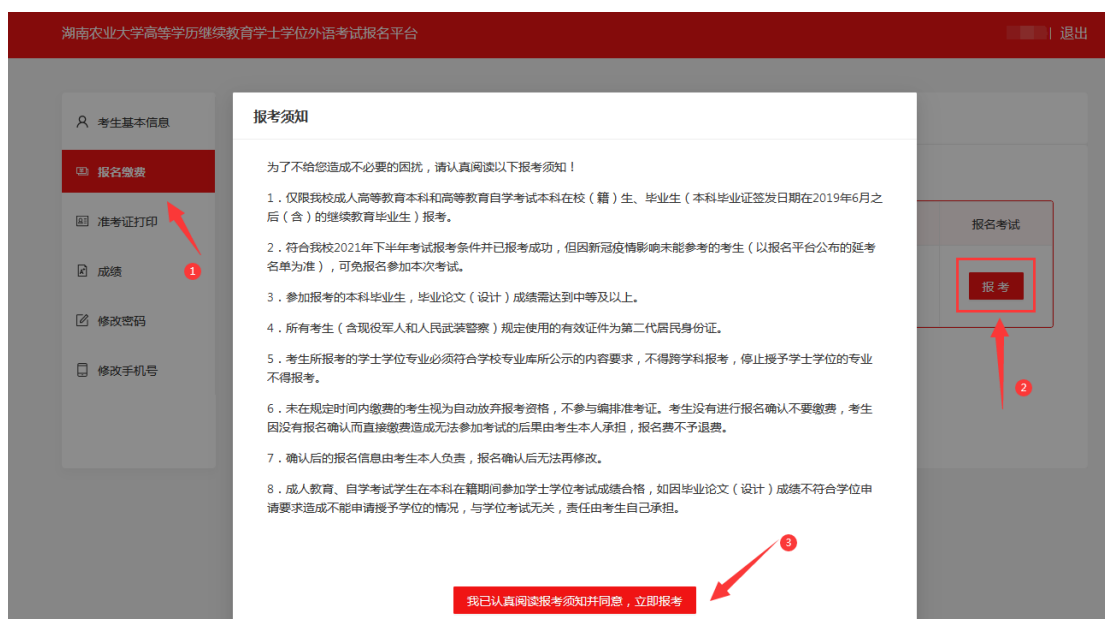 湖南农业大学高等学历继续教育学士学位外语考试报名平台
| 退出
考生基本信息
报名缴费
准考证打印
成绩
修改密码
修改手机号
1
报考须知
为了不给您造成不必要的困扰，请认真阅读以下报考须知！
1．仅限我校成人高等教育本科和高等教育自学考试本科在校（籍）生、毕业生（本科毕业证签发日期在2019年6月之
后（含）的继续教育毕业生）报考。
2．符合我校2021年下半年考试报考条件并已报考成功，但因新冠疫情影响未能参考的考生（以报名平台公布的延考
名单为准），可免报名参加本次考试。
3．参加报考的本科毕业生，毕业论文（设计）成绩需达到中等及以上。
4．所有考生（含现役军人和人民武装警察）规定使用的有效证件为第二代居民身份证。
5．考生所报考的学士学位专业必须符合学校专业库所公示的内容要求，不得跨学科报考，停止授予学士学位的专业
不得报考。
6．未在规定时间内缴费的考生视为自动放弃报考资格，不参与编排准考证。考生没有进行报名确认不要缴费，考生
因没有报名确认而直接缴费造成无法参加考试的后果由考生本人承担，报名费不予退费。
7．确认后的报名信息由考生本人负责，报名确认后无法再修改。
8．成人教育、自学考试学生在本科在籍期间参加学士学位考试成绩合格，如因毕业论文（设计）成绩不符合学位申
请要求造成不能申请授予学位的情况，与学位考试无关，责任由考生自己承担。
3
我已认真阅读报考须知并同意，立即报考
报名考试
报 考
2